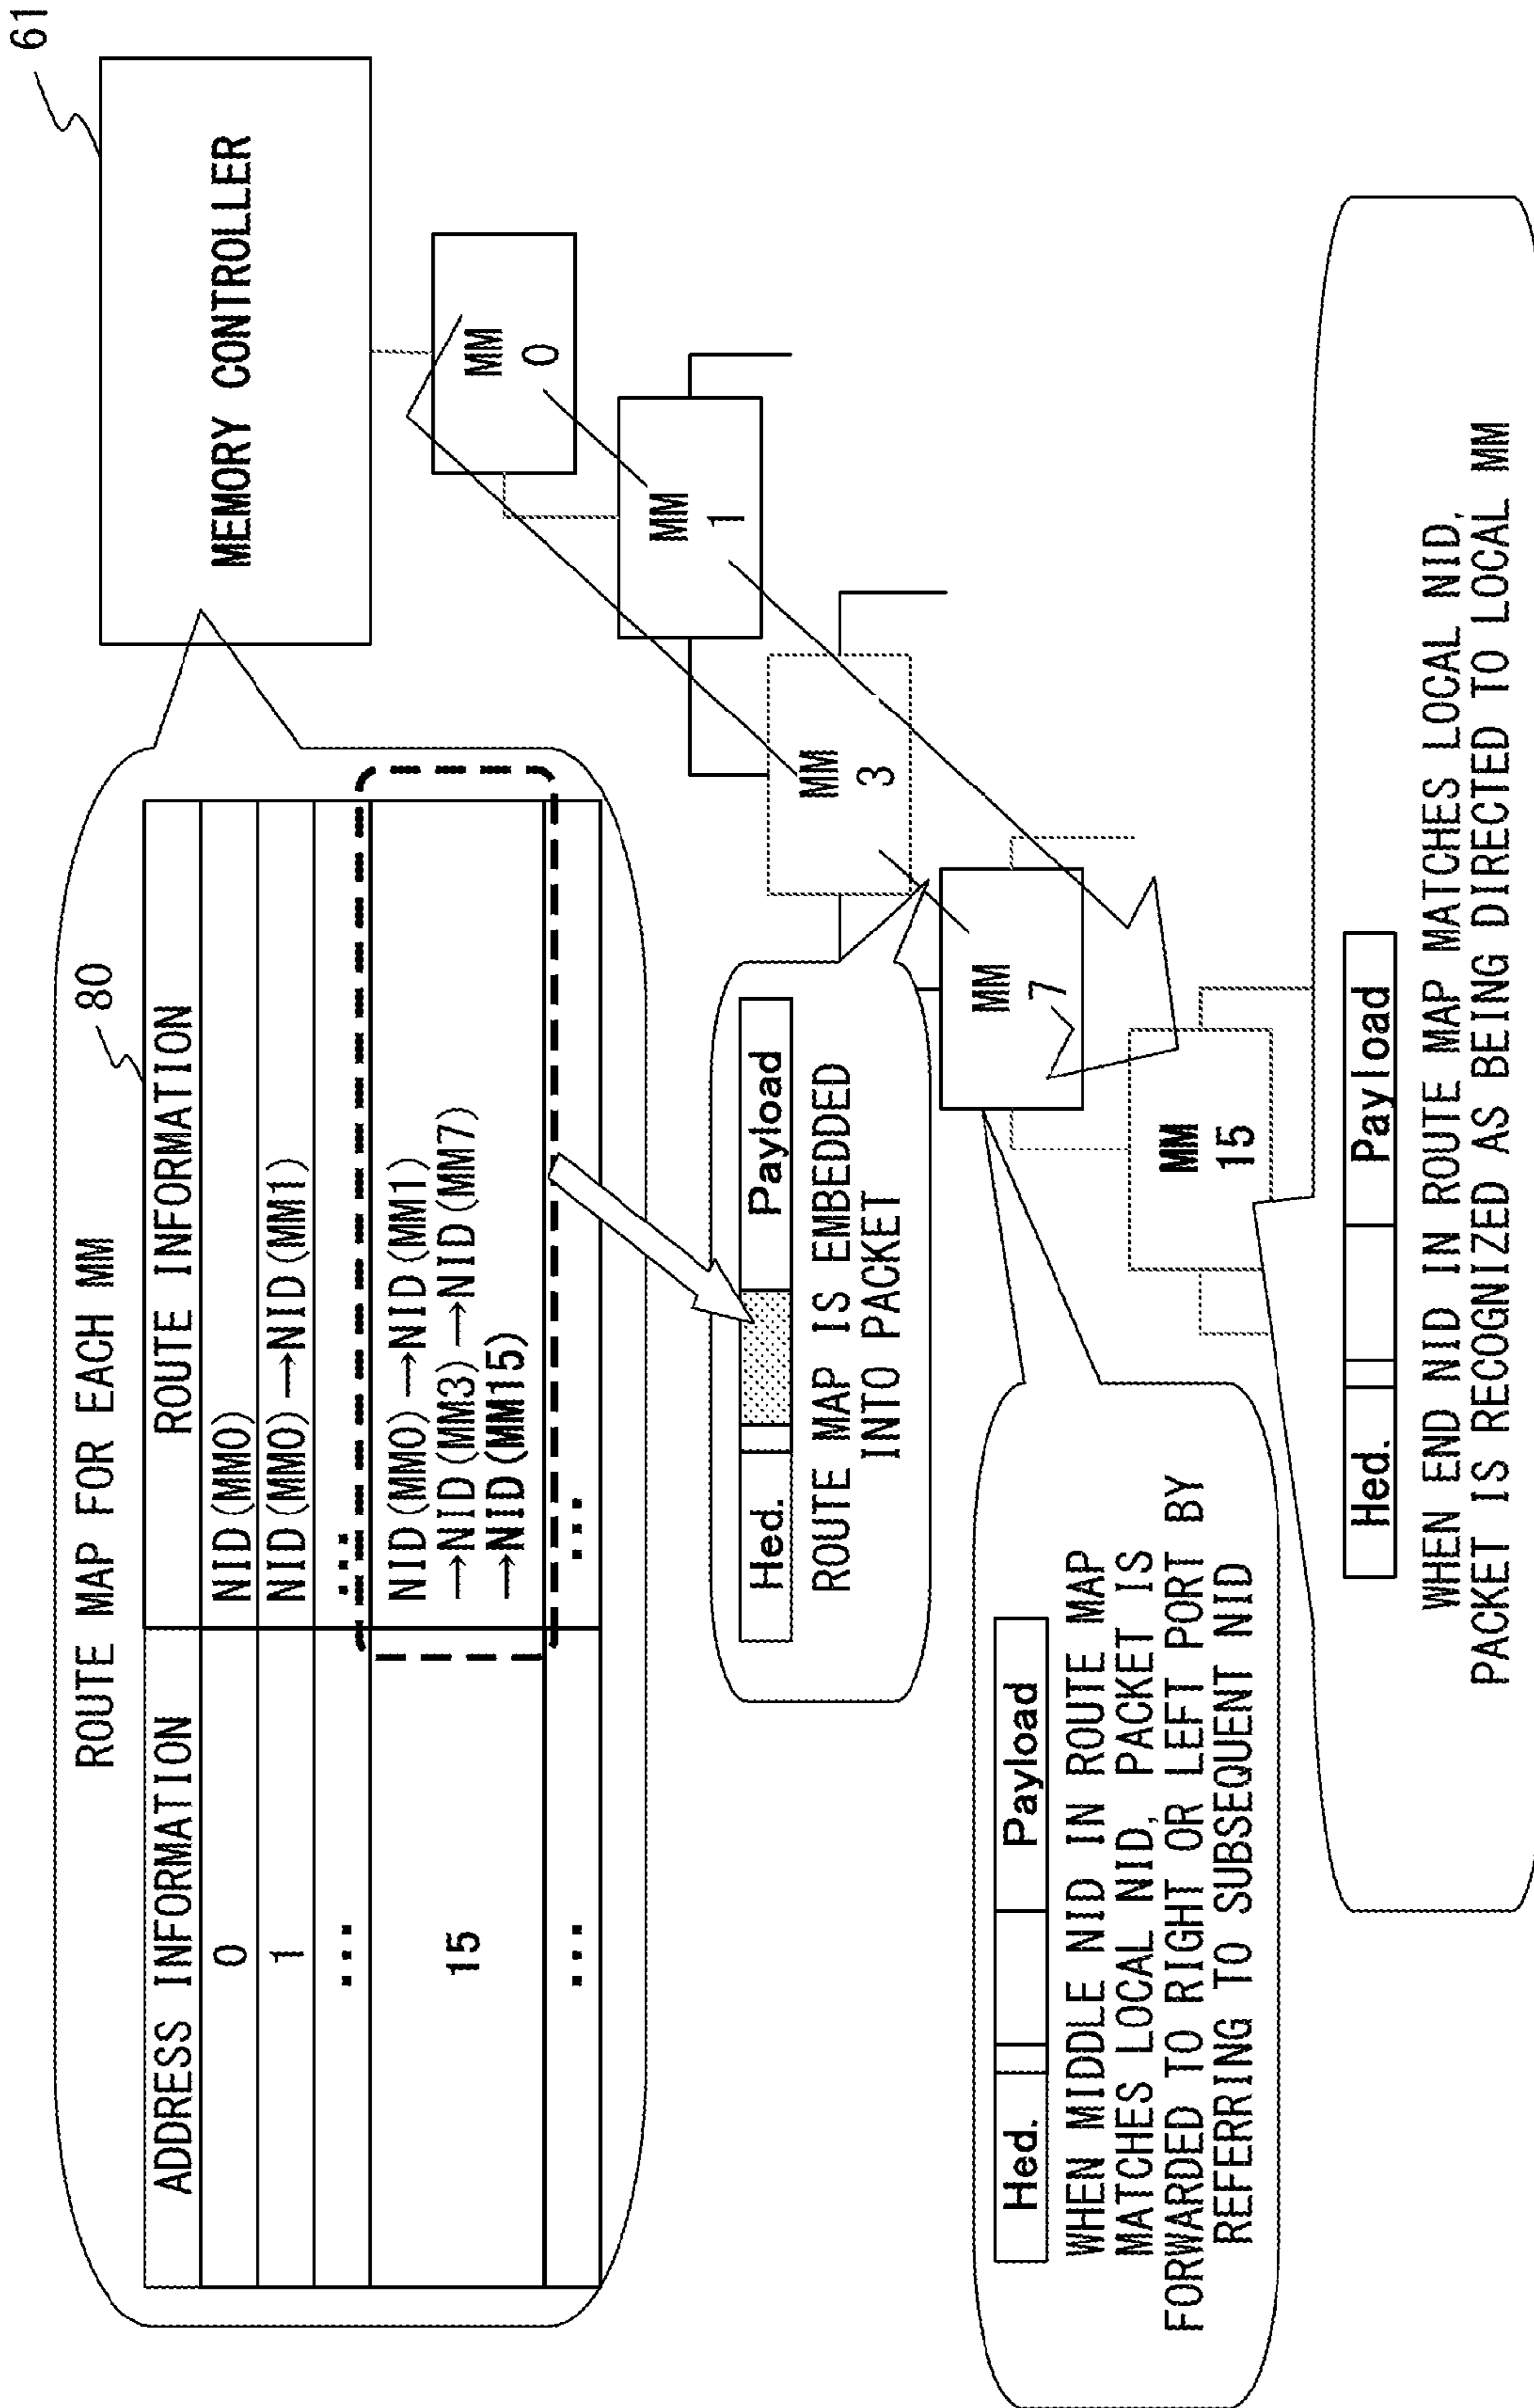 ROUTE MAP FOR EACH MM
80
61
ADDRESS INFORMATION ROUTE INFORMATION
0 NID(MM0)
1 NID(MM0)→NID(MM1)
... ...
15 NID(MM0)→NID(MM1)
→NID(MM3)→NID(MM7)
→NID(MM15)
... ...
MEMORY CONTROLLER
MM
0
MM
1
MM
3
MM
7
MM
15
Hed. Payload
ROUTE MAP IS EMBEDDED
INTO PACKET
Hed. Payload
WHEN MIDDLE NID IN ROUTE MAP
MATCHES LOCAL NID, PACKET IS
FORWARDED TO RIGHT OR LEFT PORT BY
REFERRING TO SUBSEQUENT NID
Hed. Payload
WHEN END NID IN ROUTE MAP MATCHES LOCAL NID,
PACKET IS RECOGNIZED AS BEING DIRECTED TO LOCAL MM